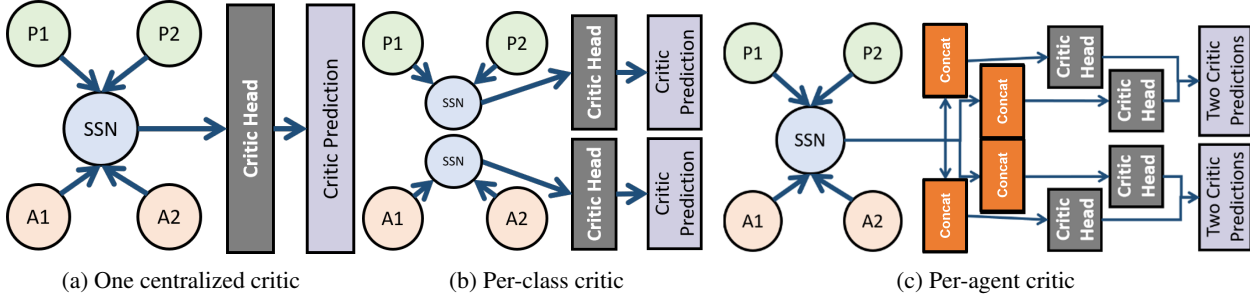 P1
P2
SSN
A1
A2
Critic Head
Critic Prediction
(a) One centralized critic
P1
P2
SSN
Critic Head
Critic
Prediction
SSN
A1
A2
Critic Head
Critic
Prediction
(b) Per-class critic
P1
P2
SSN
A1
A2
Concat
Concat
Concat
Concat
Critic
Head
Critic
Head
Critic
Head
Critic
Head
Two Critic
Predictions
Two Critic
Predictions
(c) Per-agent critic